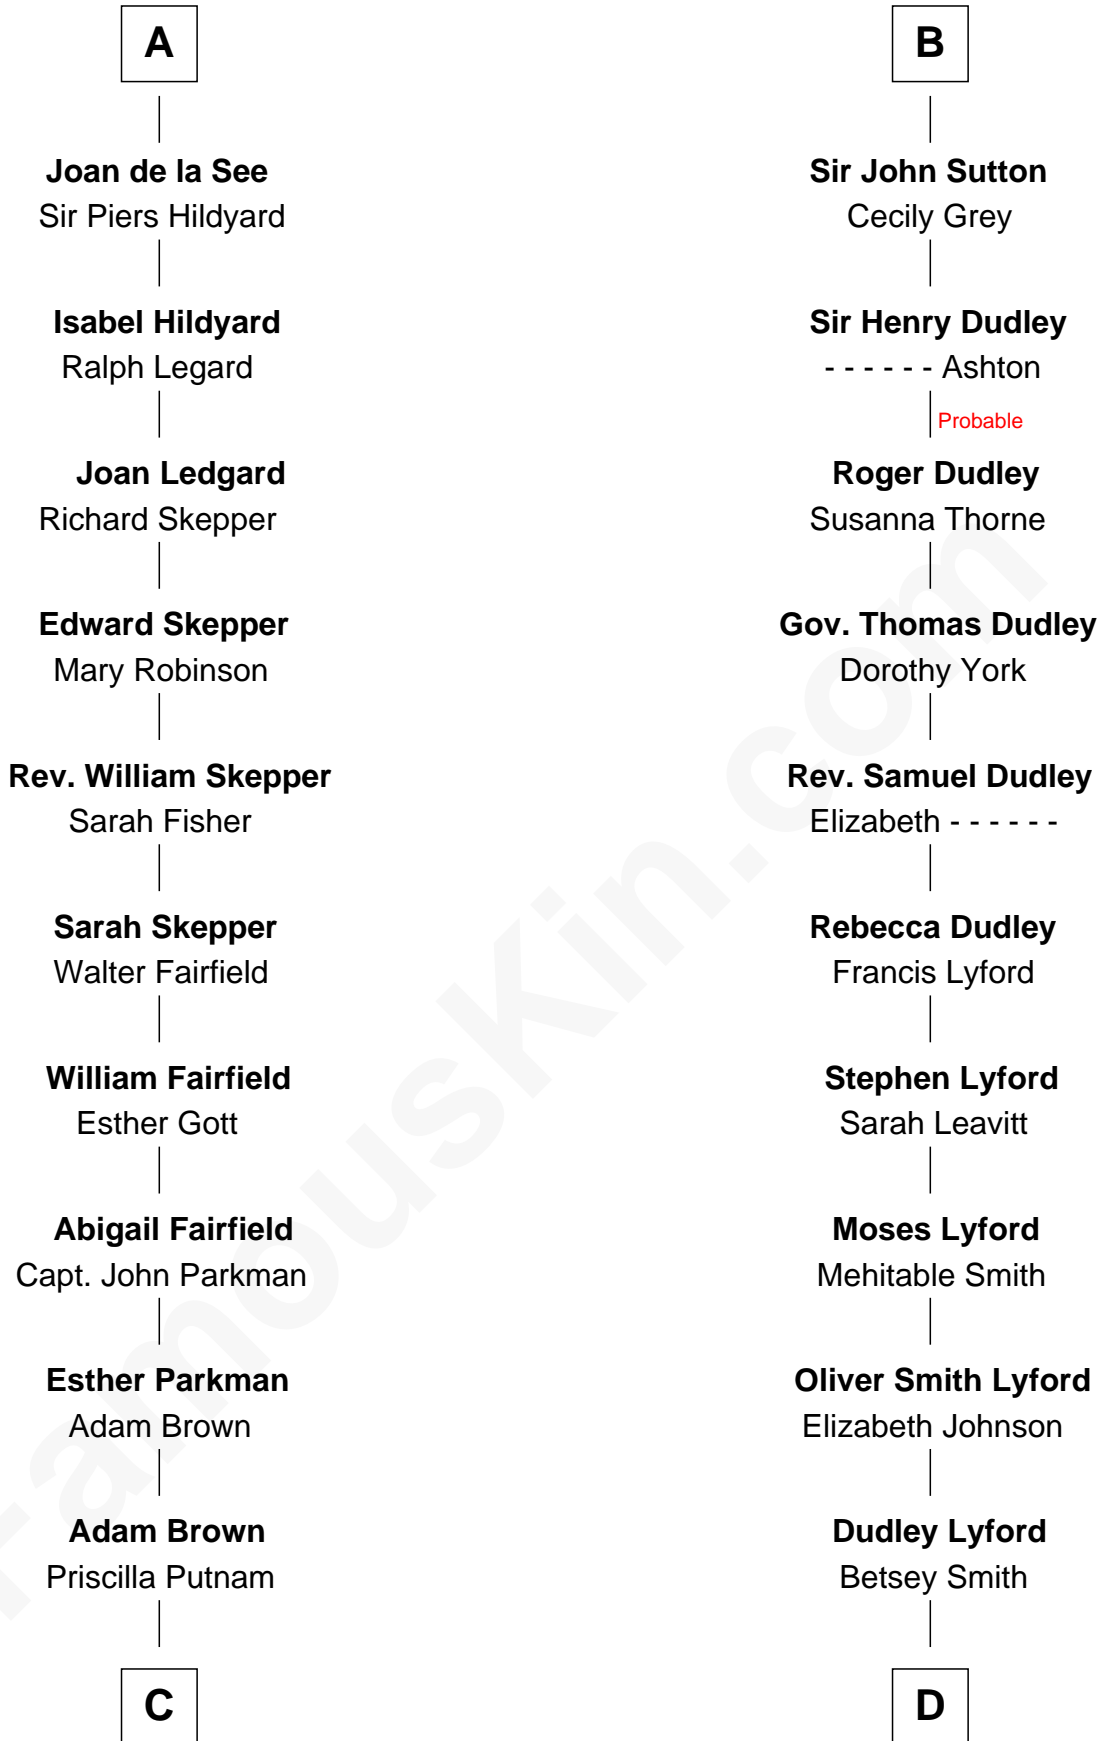 A
Joan de la See
Sir Piers Hildyard
Isabel Hildyard
Ralph Legard
Joan Ledgard
Richard Skepper
Edward Skepper
Mary Robinson
Rev. William Skepper
Sarah Fisher
Sarah Skepper
Walter Fairfield
William Fairfield
Esther Gott
Abigail Fairfield
Capt. John Parkman
Esther Parkman
Adam Brown
Adam Brown
Priscilla Putnam
C
B
Sir John Sutton
Cecily Grey
Sir Henry Dudley
- - - - - - Ashton
Probable
Roger Dudley
Susanna Thorne
Gov. Thomas Dudley
Dorothy York
Rev. Samuel Dudley
Elizabeth - - - - - -
Rebecca Dudley
Francis Lyford
Stephen Lyford
Sarah Leavitt
Moses Lyford
Mehitable Smith
Oliver Smith Lyford
Elizabeth Johnson
Dudley Lyford
Betsey Smith
D
FamousKin.com